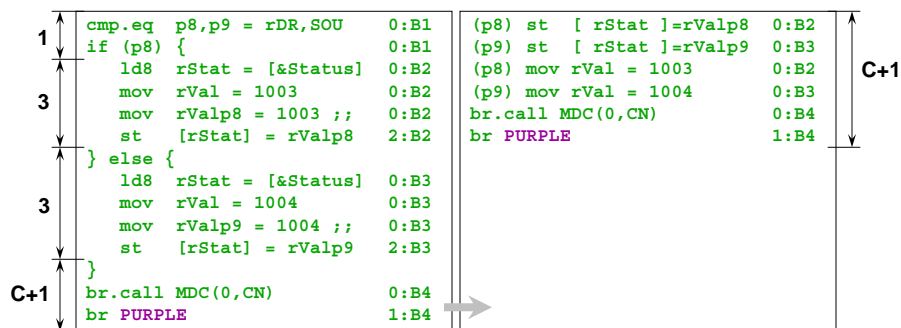 1
cmp.eq p8,p9 = rDR,SOU 0:B1
if (p8) { 0:B1
3
ld8 rStat = [&Status] 0:B2
mov rVal = 1003 0:B2
mov rValp8 = 1003 ;; 0:B2
st [rStat] = rValp8 2:B2
} else {
3
ld8 rStat = [&Status] 0:B3
mov rVal = 1004 0:B3
mov rValp9 = 1004 ;; 0:B3
st [rStat] = rValp9 2:B3
}
C+1
br.call MDC(0,CN) 0:B4
br PURPLE 1:B4
(p8) st [ rStat ]=rValp8 0:B2
(p9) st [ rStat ]=rValp9 0:B3
(p8) mov rVal = 1003 0:B2
(p9) mov rVal = 1004 0:B3
br.call MDC(0,CN) 0:B4
br PURPLE 1:B4
C+1